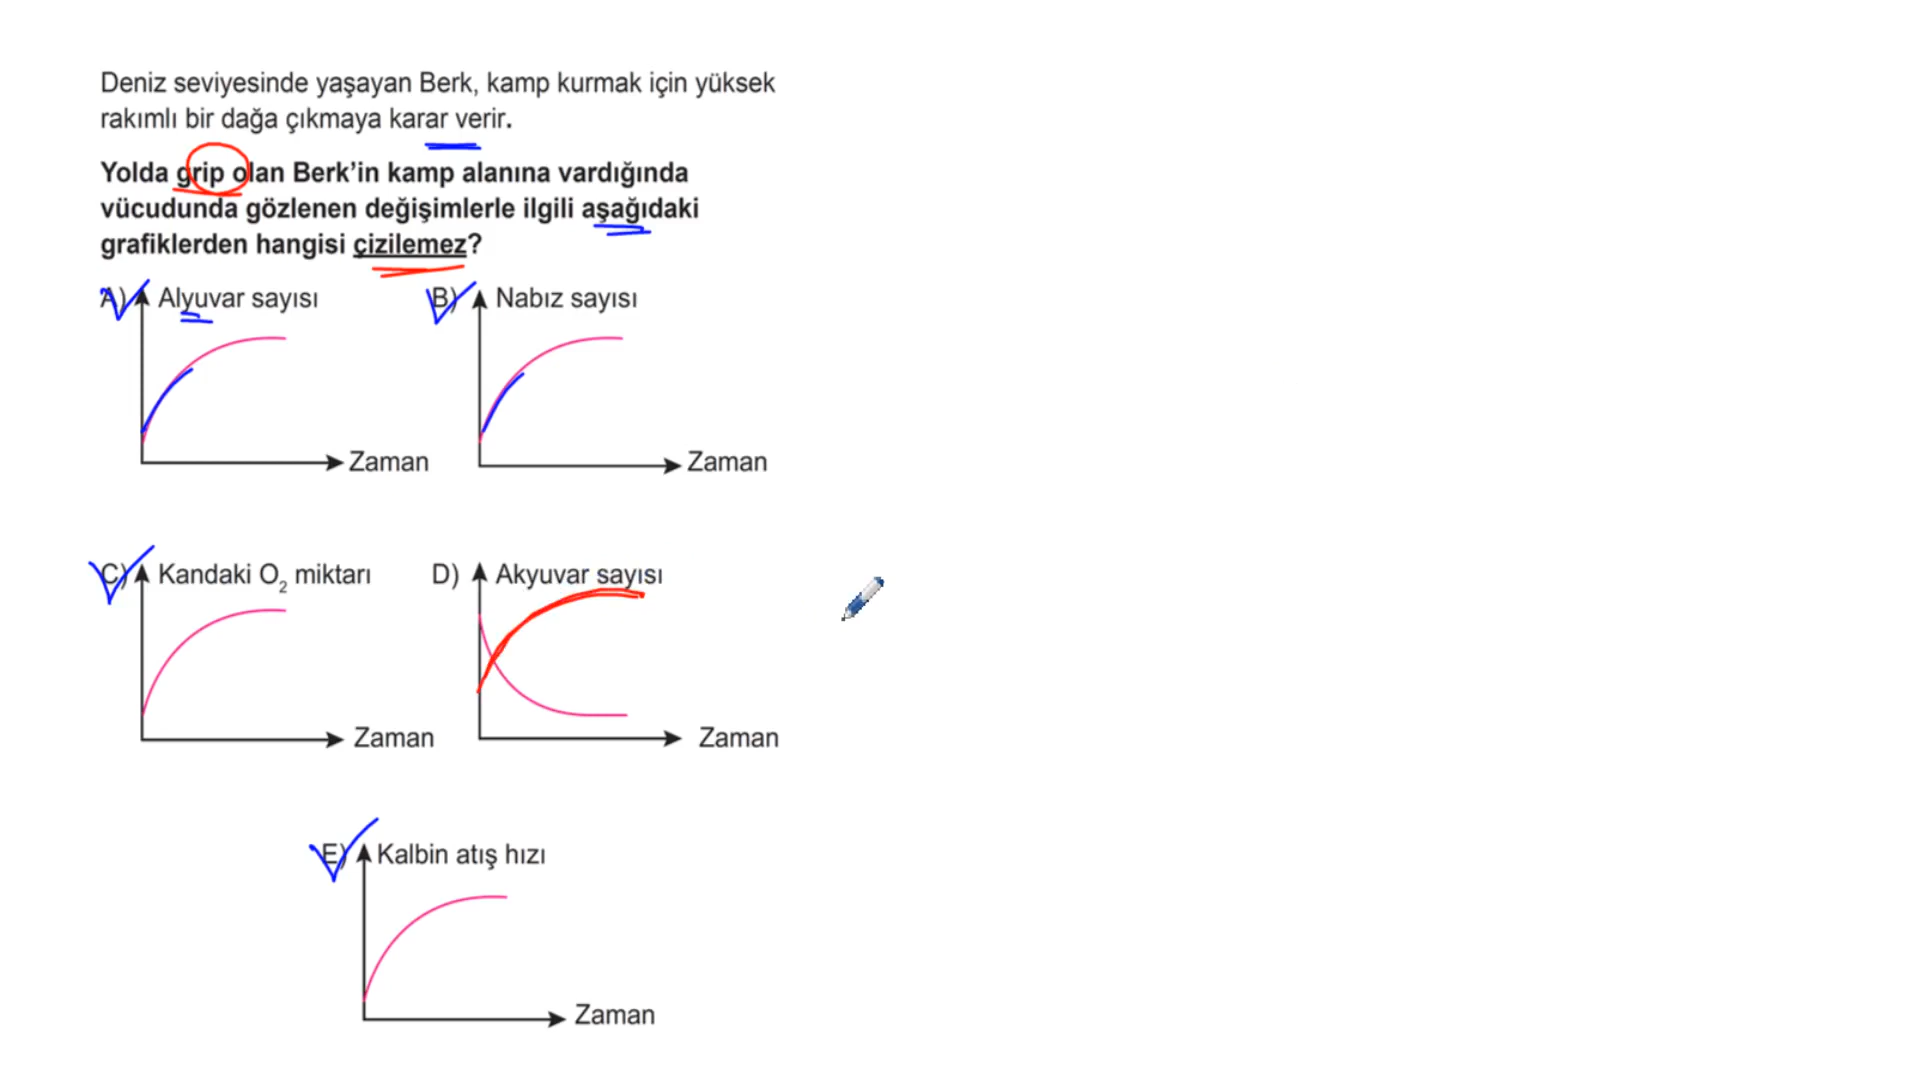 Deniz seviyesinde yaşayan Berk, kamp kurmak için yüksek
rakımlı bir dağa çıkmaya karar verir.
Yolda grip olan Berk'in kamp alanına vardığında
vücudunda gözlenen değişimlerle ilgili aşağıdaki
grafiklerden hangisi çizilemez?
A) Alyuvar sayısı
B) Nabız sayısı
Zaman
Zaman
C) Kandaki O₂ miktarı
D) Akyuvar sayısı
Zaman
Zaman
E) Kalbin atış hızı
Zaman